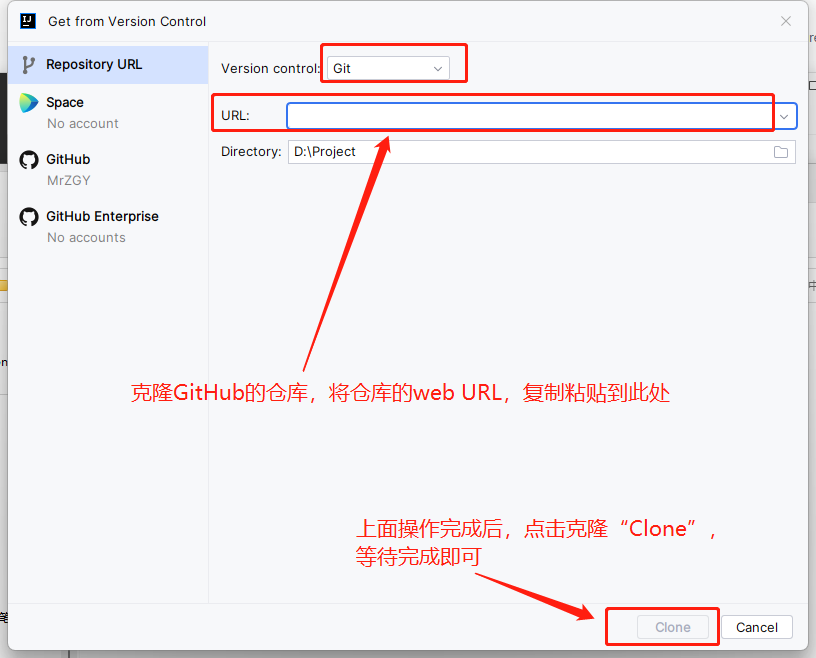 Get from Version Control
Repository URL
Space
No account
GitHub
MrZGY
GitHub Enterprise
No accounts
Version control: Git
URL:
Directory: D:\Project
克隆GitHub的仓库，将仓库的web URL，复制粘贴到此处
上面操作完成后，点击克隆“Clone”，
等待完成即可
Clone Cancel